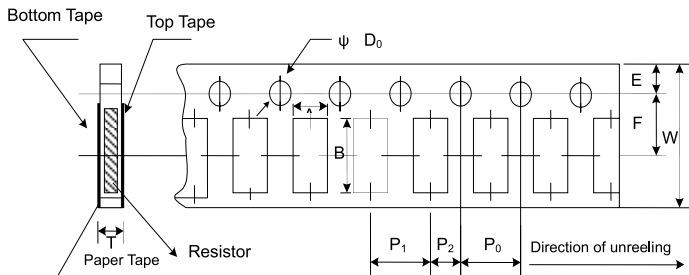 Bottom Tape
Top Tape
ψ D₀
E
F
W
B
T
Paper Tape
Resistor
P₁
P₂
P₀
Direction of unreeling